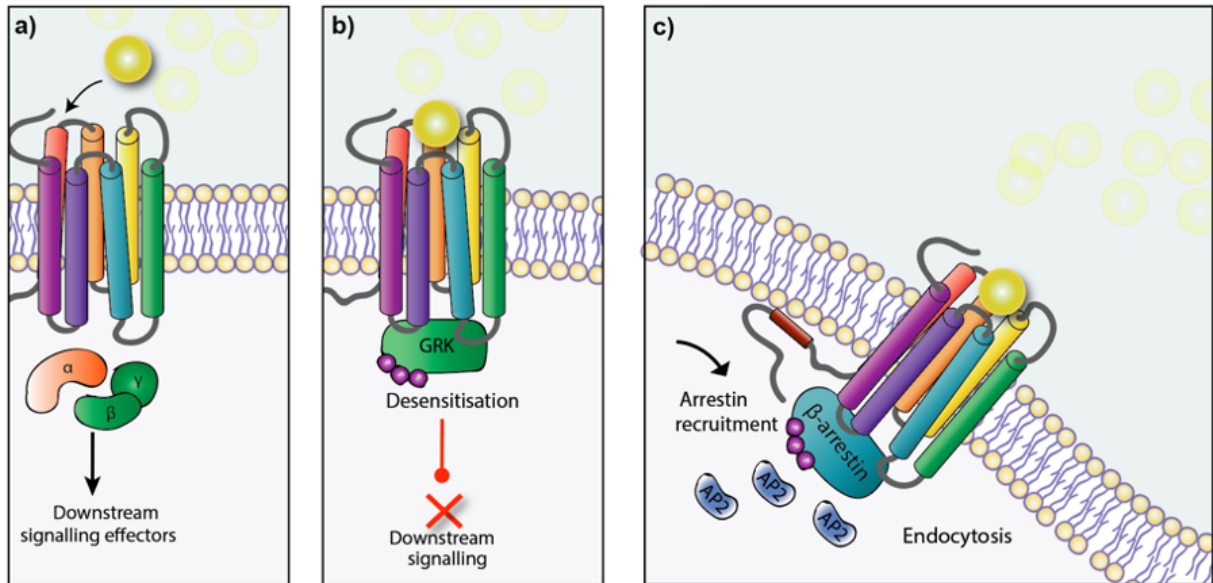 a)
α
γ
β
Downstream
signalling effectors
b)
GRK
Desensitisation
Downstream
signalling
c)
Arrestin
recruitment
β-arrestin
AP2
AP2
AP2
Endocytosis